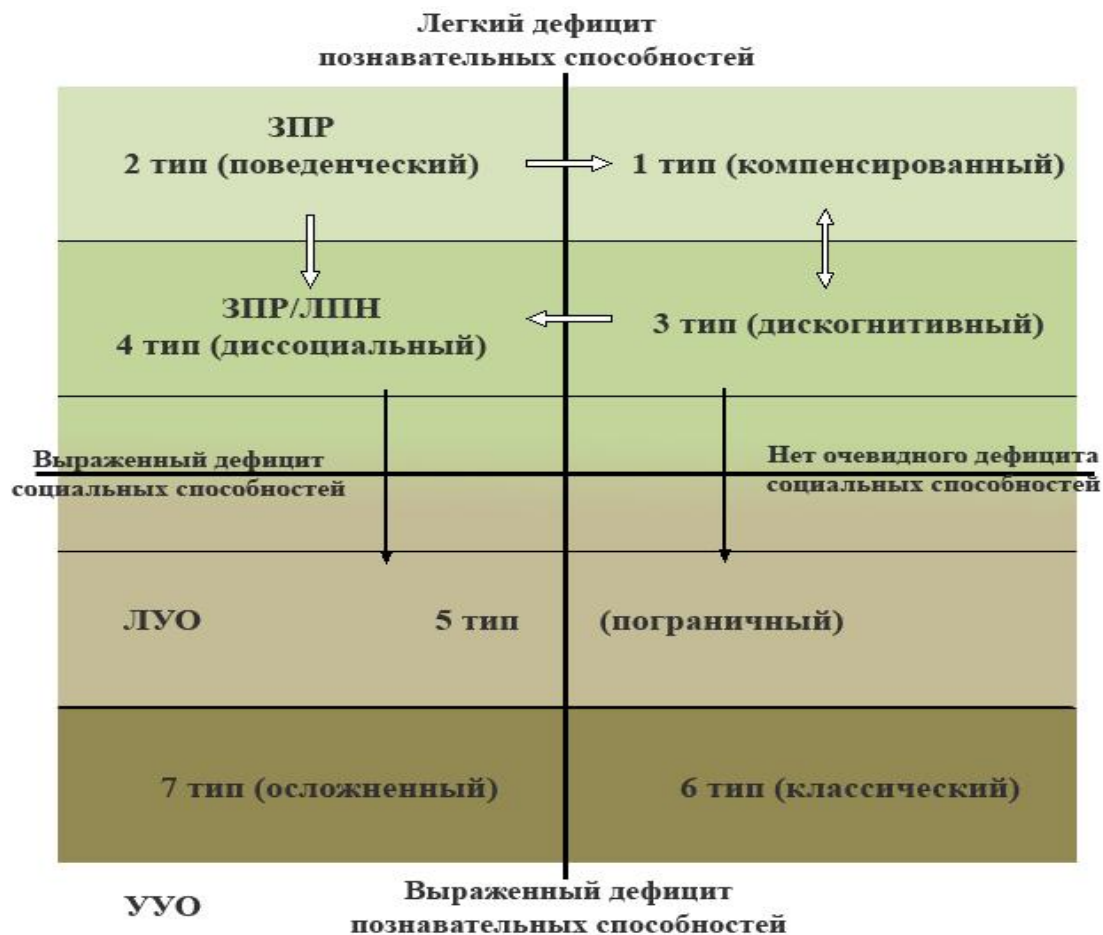 Легкий дефицит
познавательных способностей
ЗПР
2 тип (поведенческий)
1 тип (компенсированный)
ЗПР/ЛПН
4 тип (диссоциальный)
3 тип (дискогнитивный)
Выраженный дефицит
социальных способностей
Нет очевидного дефицита
социальных способностей
ЛУО 5 тип (пограничный)
7 тип (осложненный)
6 тип (классический)
УУО
Выраженный дефицит
познавательных способностей